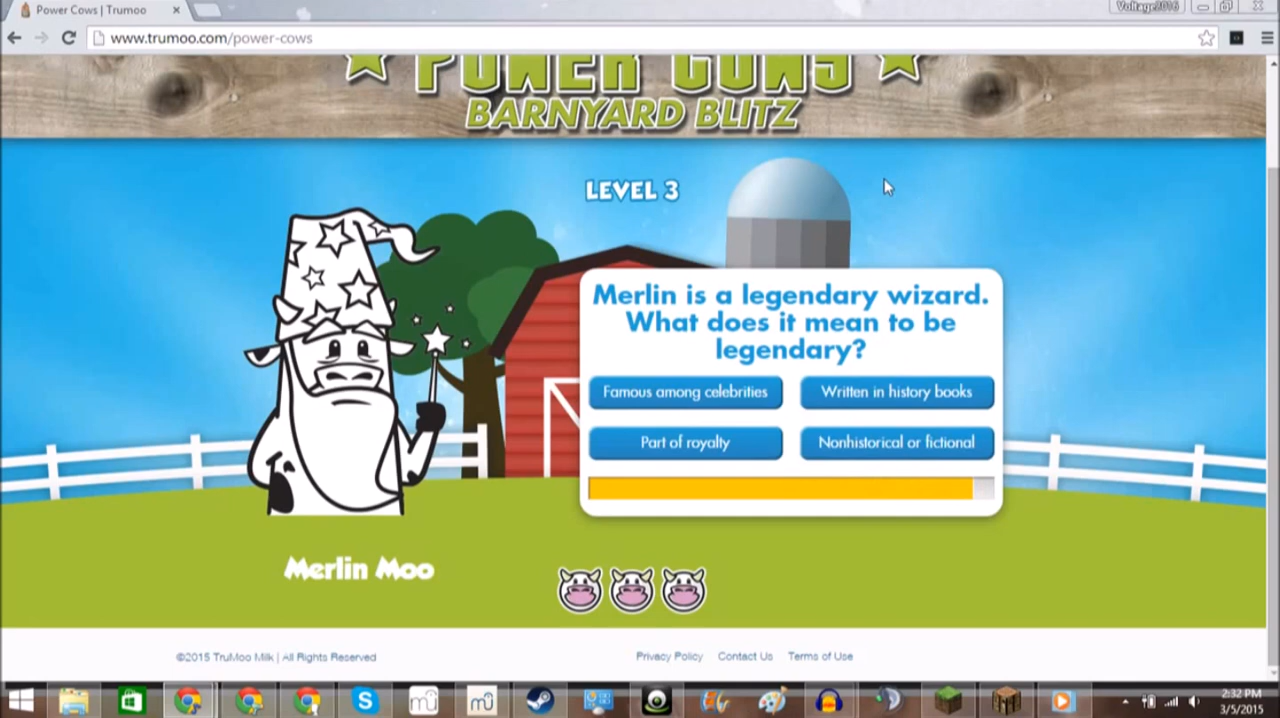 Power Cows | Trumoo
Voltage2016
www.trumoo.com/power-cows
POWER COWS
BARNYARD BLITZ
LEVEL 3
Merlin is a legendary wizard.
What does it mean to be
legendary?
Famous among celebrities
Written in history books
Part of royalty
Nonhistorical or fictional
Merlin Moo
©2015 TruMoo Milk | All Rights Reserved
Privacy Policy
Contact Us
Terms of Use
2:32 PM
3/5/2015